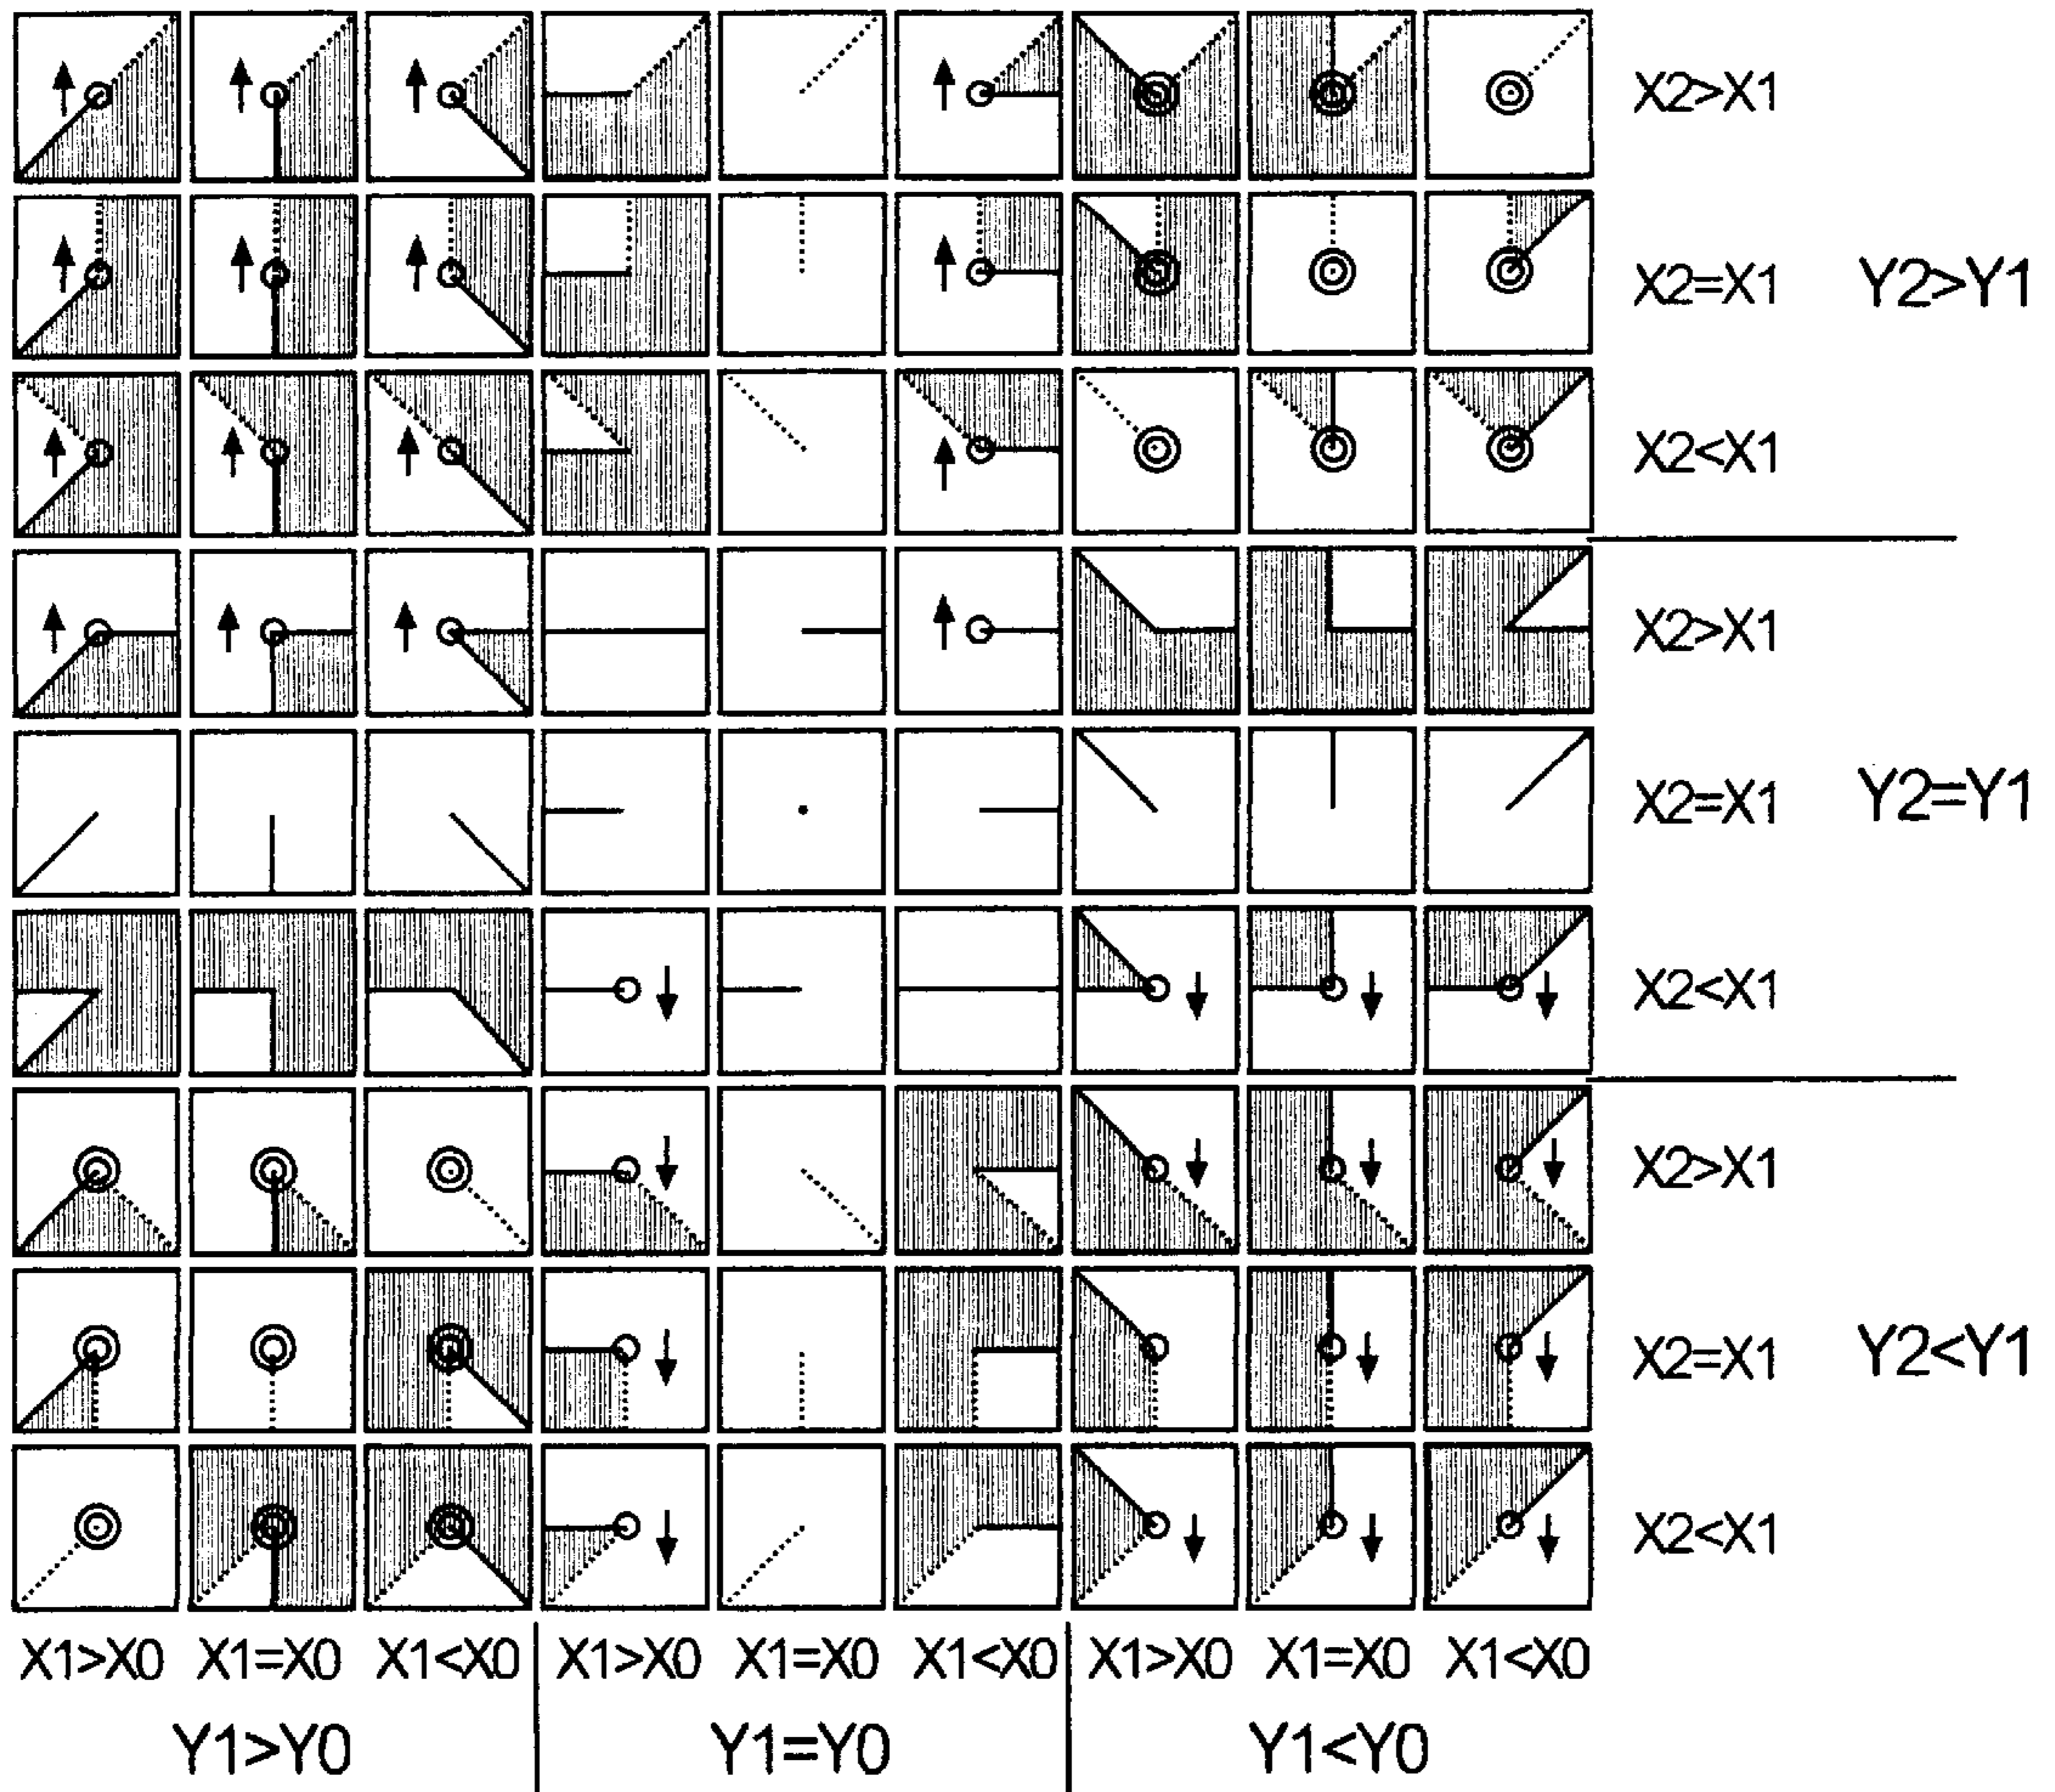 X2>X1
X2=X1 Y2>Y1
X2<X1
X2>X1
X2=X1 Y2=Y1
X2<X1
X2>X1
X2=X1 Y2<Y1
X2<X1
X1>X0 X1=X0 X1<X0 X1>X0 X1=X0 X1<X0 X1>X0 X1=X0 X1<X0
Y1>Y0 Y1=Y0 Y1<Y0